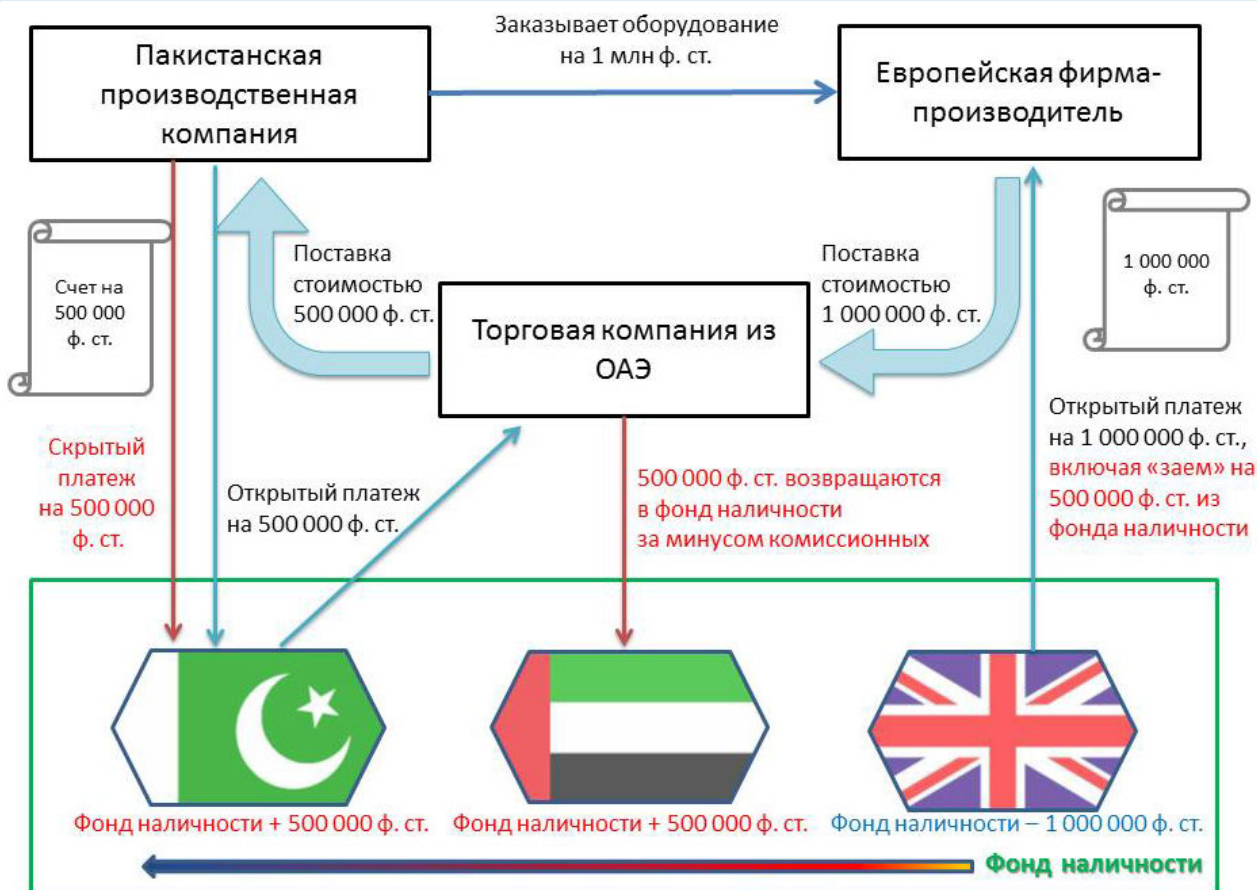 Заказывает оборудование
на 1 млн ф. ст.
Пакистанская
производственная
компания
Европейская фирма-
производитель
Счет на
500 000
ф. ст.
Поставка
стоимостью
500 000 ф. ст.
Поставка
стоимостью
1 000 000 ф. ст.
1 000 000
ф. ст.
Торговая компания из
ОАЭ
Скрытый
платеж
на 500 000
ф. ст.
Открытый платеж
на 500 000 ф. ст.
500 000 ф. ст. возвращаются
в фонд наличности
за минусом комиссионных
Открытый платеж
на 1 000 000 ф. ст.,
включая «заем» на
500 000 ф. ст. из
фонда наличности
Фонд наличности + 500 000 ф. ст.
Фонд наличности + 500 000 ф. ст.
Фонд наличности – 1 000 000 ф. ст.
Фонд наличности